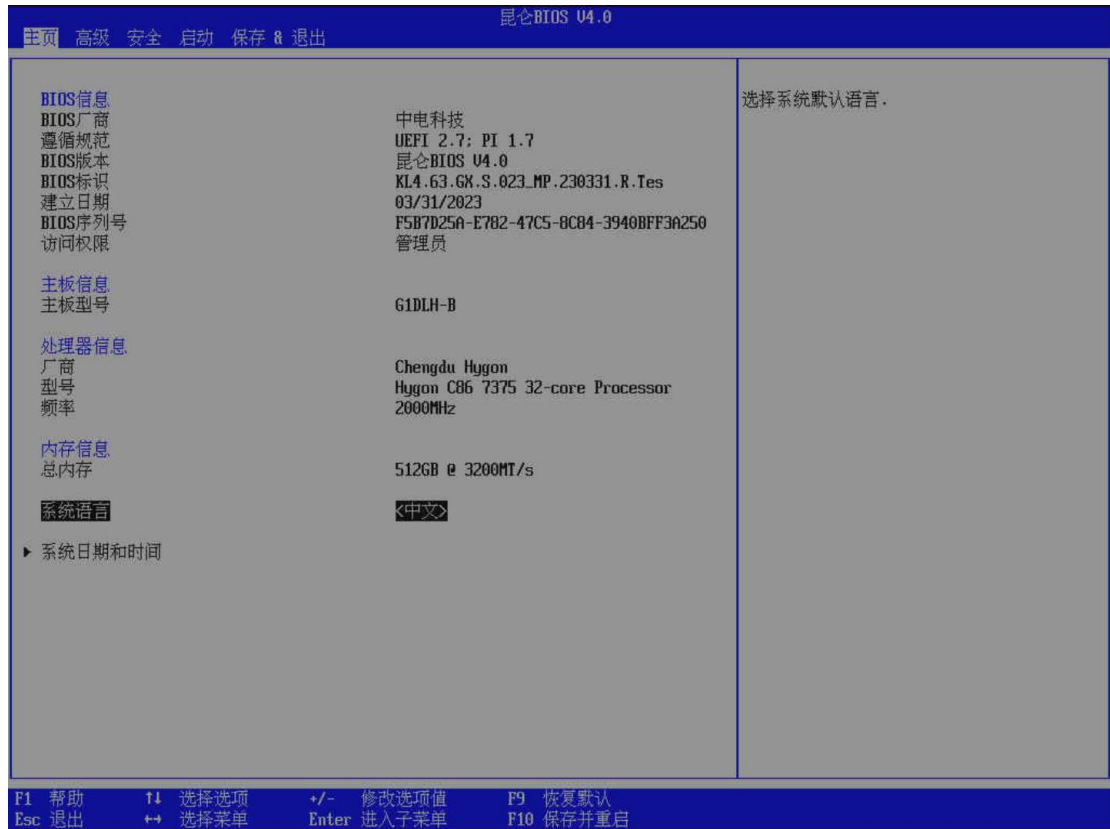 昆仑BIOS V4.0
主页 高级 安全 启动 保存 & 退出
BIOS信息
BIOS厂商 中电科技
遵循规范 UEFI 2.7; PI 1.7
BIOS版本 昆仑BIOS V4.0
BIOS标识 KL4.63.GX.S.023_MP.230331.R.Tes
建立日期 03/31/2023
BIOS序列号 F5B7D25A-E782-47C5-8C84-3940BFF3A250
访问权限 管理员
主板信息
主板型号 G1DLH-B
处理器信息
厂商 Chengdu Hygon
型号 Hygon C86 7375 32-core Processor
频率 2000MHz
内存信息
总内存 512GB @ 3200MT/s
系统语言 <中文>
系统日期和时间
选择系统默认语言.
F1 帮助 ↑↓ 选择选项 +/- 修改选项值 F9 恢复默认
Esc 退出 ←→ 选择菜单 Enter 进入子菜单 F10 保存并重启